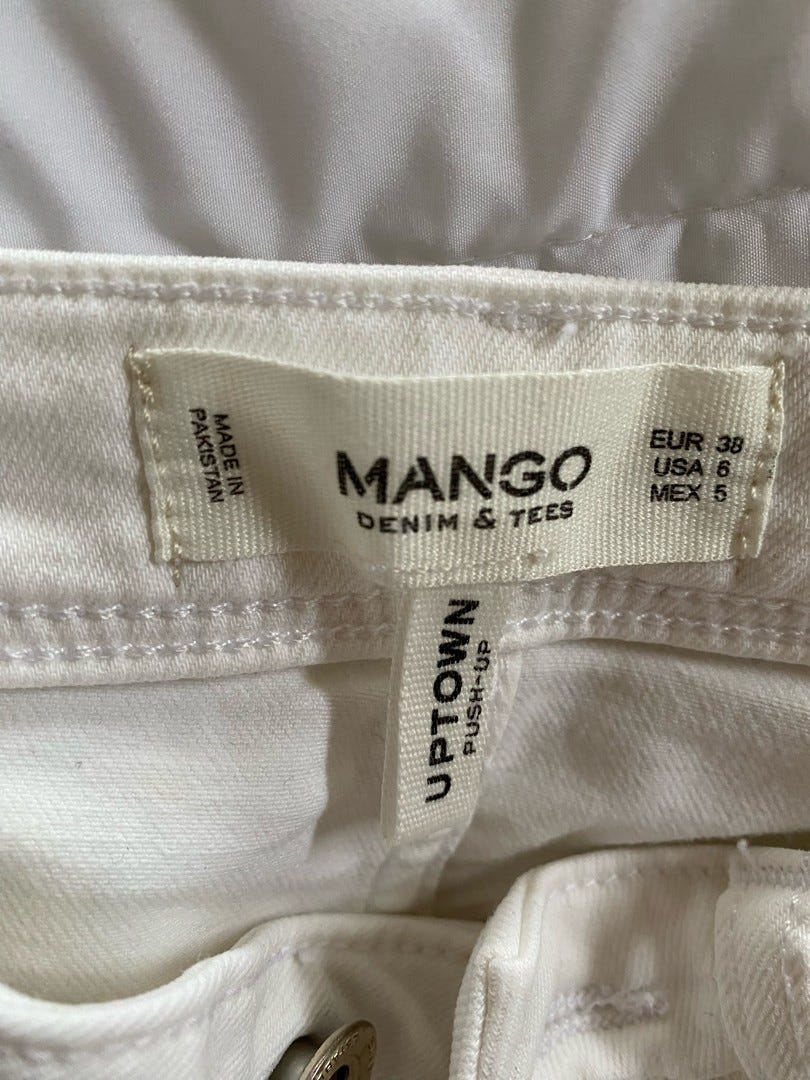 MADE IN
PAKISTAN
MANGO
DENIM & TEES
EUR 38
USA 6
MEX 5
UPTOWN
PUSH-UP